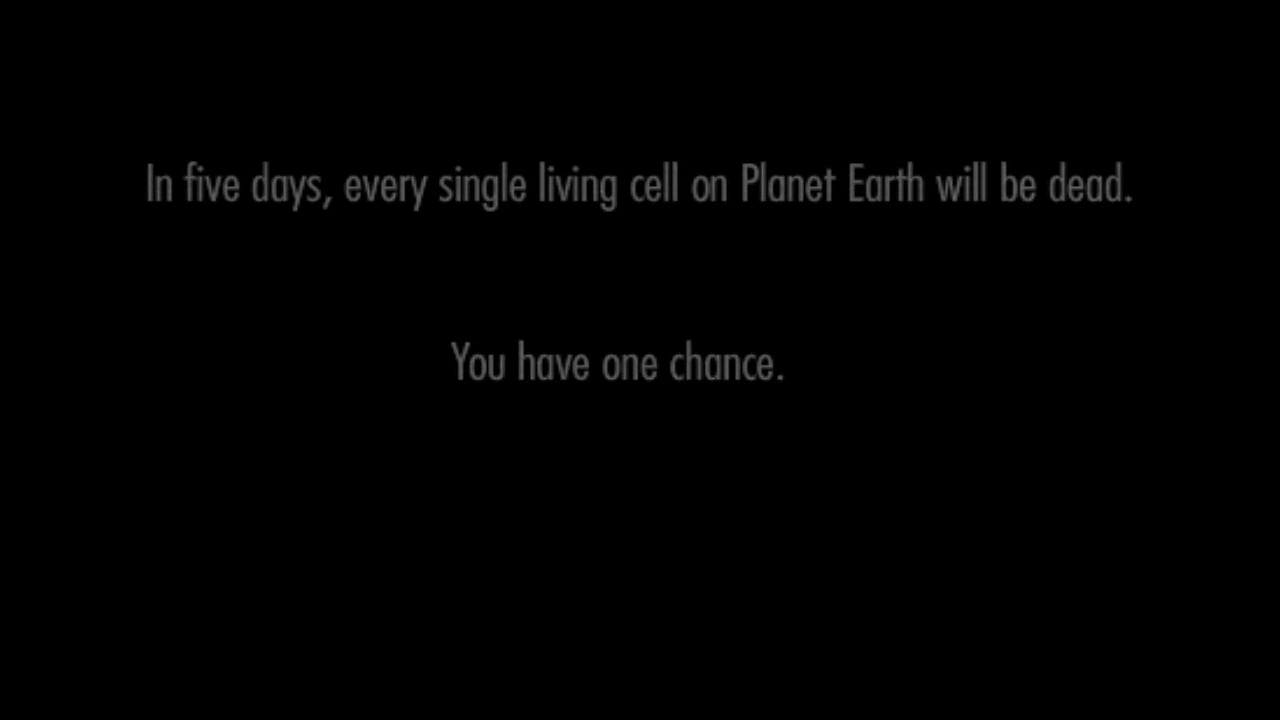 In five days, every single living cell on Planet Earth will be dead.
You have one chance.